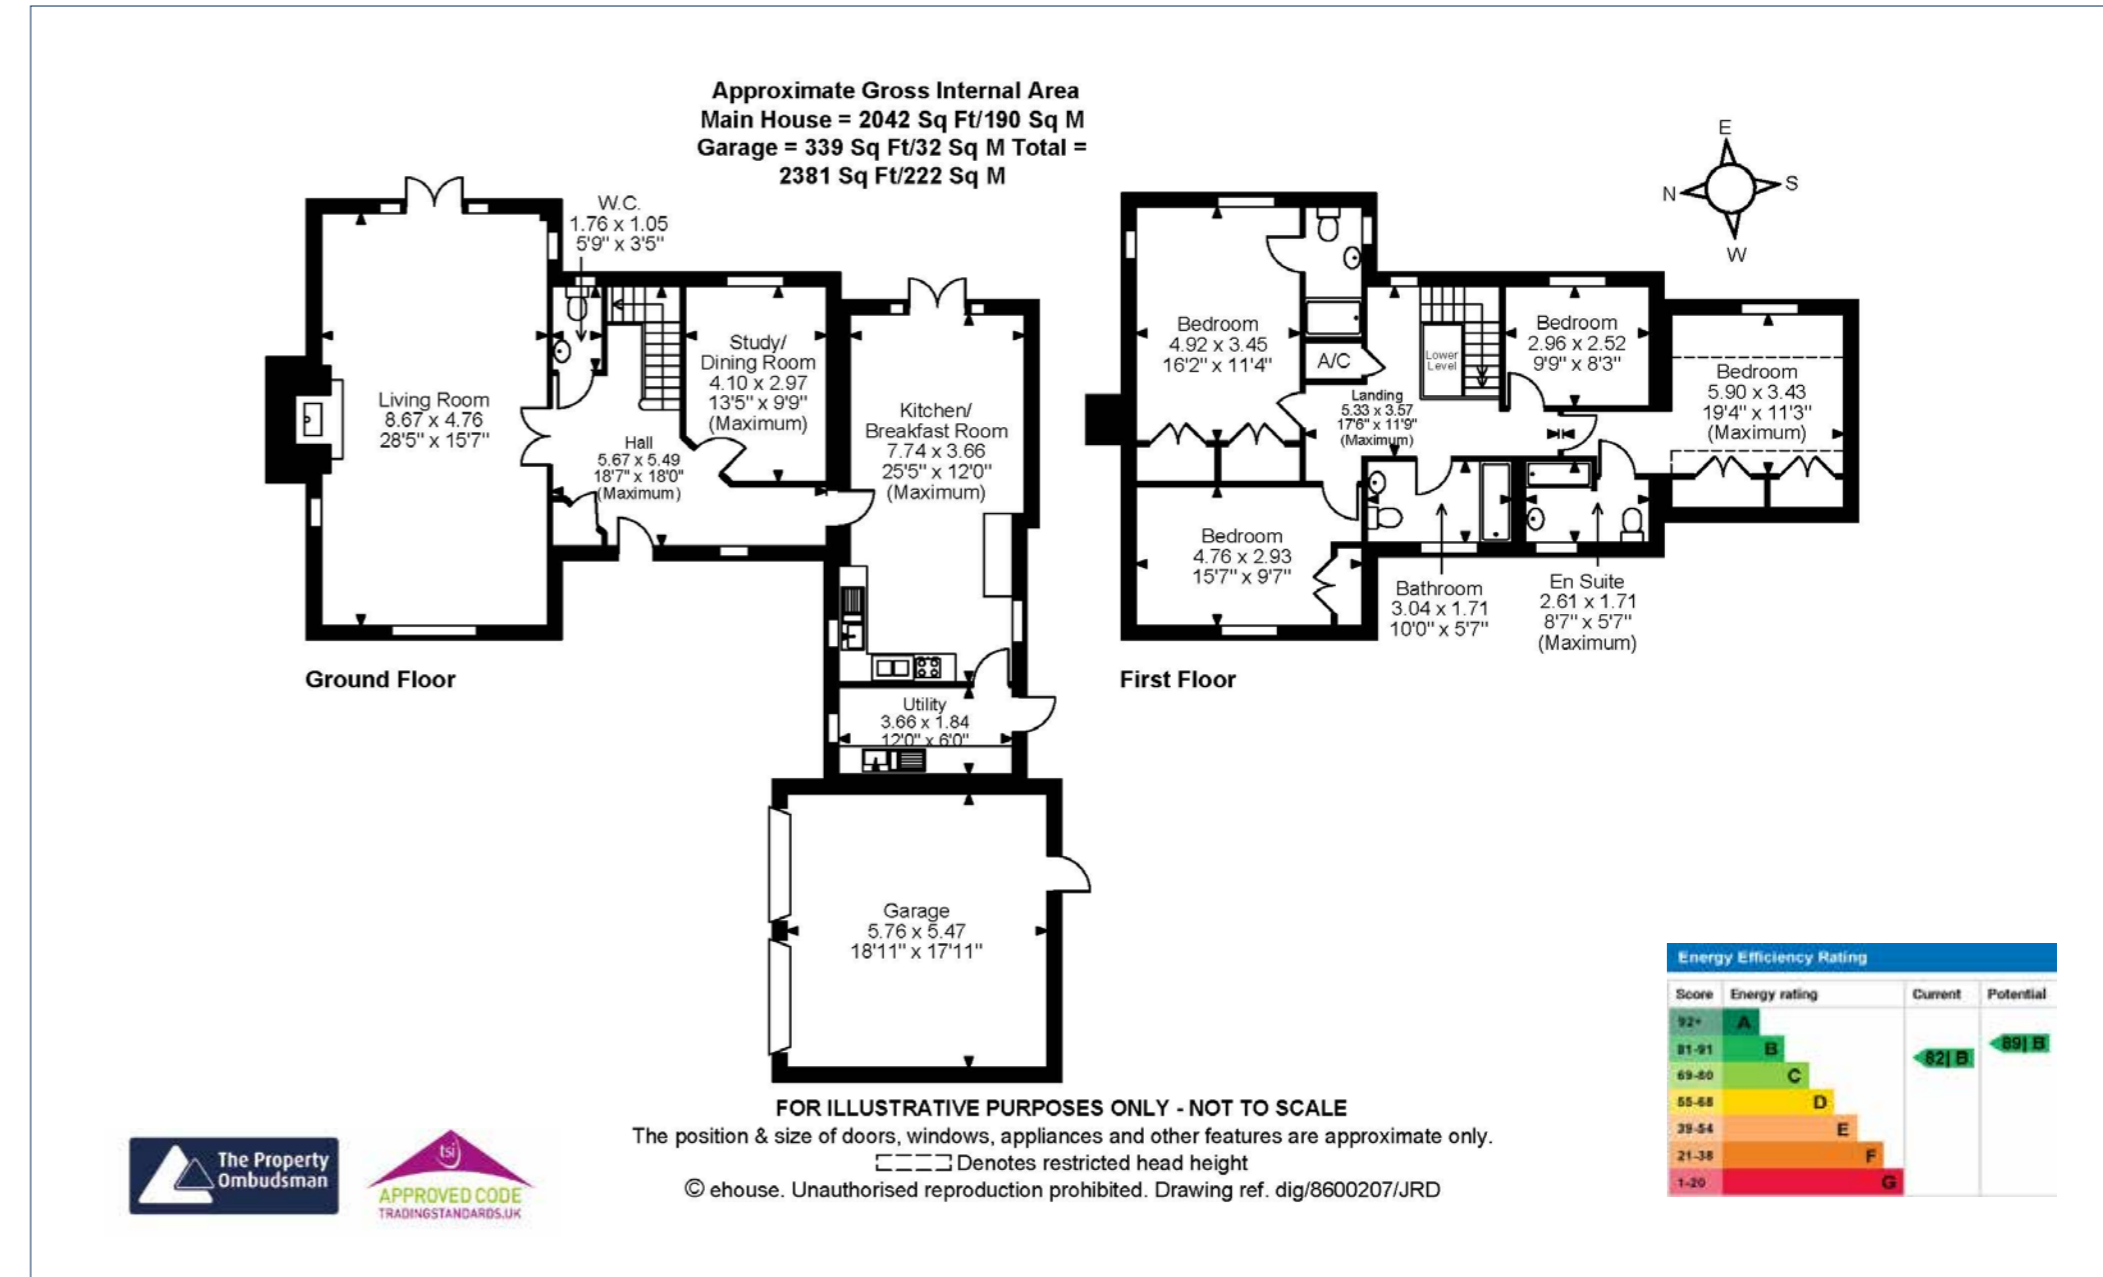 Approximate Gross Internal Area
Main House = 2042 Sq Ft/190 Sq M
Garage = 339 Sq Ft/32 Sq M Total =
2381 Sq Ft/222 Sq M
E
N
S
W
W.C.
1.76 x 1.05
5'9" x 3'5"
Study/
Dining Room
4.10 x 2.97
13'5" x 9'9"
(Maximum)
Living Room
8.67 x 4.76
28'5" x 15'7"
Hall
5.67 x 5.49
18'7" x 18'0"
(Maximum)
Kitchen/
Breakfast Room
7.74 x 3.66
25'5" x 12'0"
(Maximum)
Utility
3.66 x 1.84
12'0" x 6'0"
Garage
5.76 x 5.47
18'11" x 17'11"
Ground Floor
Bedroom
4.92 x 3.45
16'2" x 11'4"
A/C
Lower
Level
Landing
5.33 x 3.57
17'6" x 11'9"
(Maximum)
Bedroom
2.96 x 2.52
9'9" x 8'3"
Bedroom
5.90 x 3.43
19'4" x 11'3"
(Maximum)
Bedroom
4.76 x 2.93
15'7" x 9'7"
Bathroom
3.04 x 1.71
10'0" x 5'7"
En Suite
2.61 x 1.71
8'7" x 5'7"
(Maximum)
First Floor
FOR ILLUSTRATIVE PURPOSES ONLY - NOT TO SCALE
The position & size of doors, windows, appliances and other features are approximate only.
Denotes restricted head height
© ehouse. Unauthorised reproduction prohibited. Drawing ref. dig/8600207/JRD
The Property
Ombudsman
tsi
APPROVED CODE
TRADINGSTANDARDS.UK
Energy Efficiency Rating
Score Energy rating Current Potential
92+ A
81-91 B 82| B 89| B
69-80 C
55-68 D
39-54 E
21-38 F
1-20 G